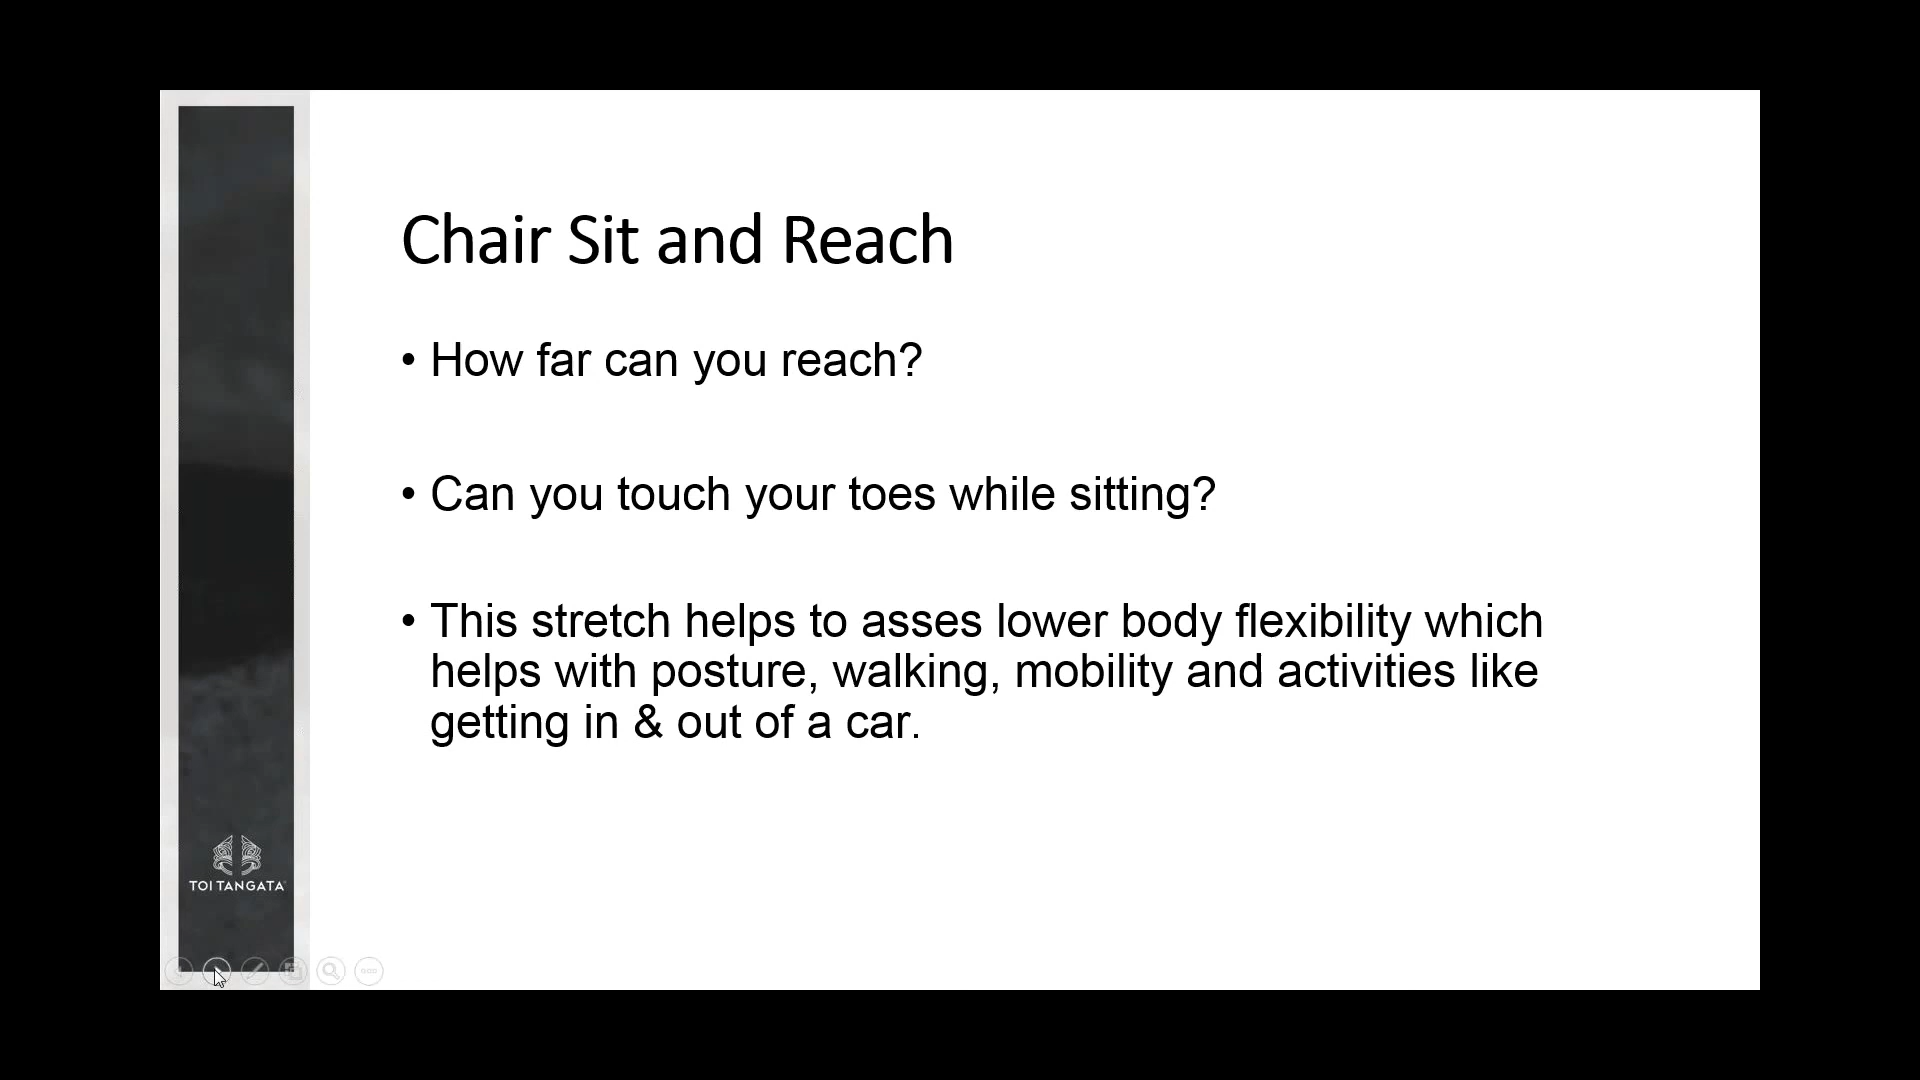 Chair Sit and Reach
• How far can you reach?
• Can you touch your toes while sitting?
• This stretch helps to asses lower body flexibility which
helps with posture, walking, mobility and activities like
getting in & out of a car.
TOI TANGATA